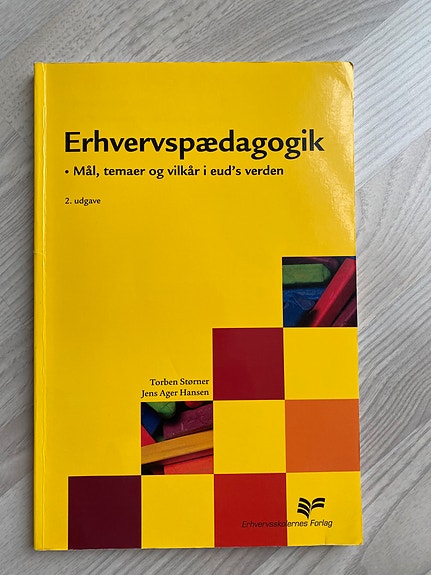 Erhvervspædagogik
• Mål, temaer og vilkår i eud's verden
2. udgave
Torben Størner
Jens Ager Hansen
Erhvervsskolernes Forlag